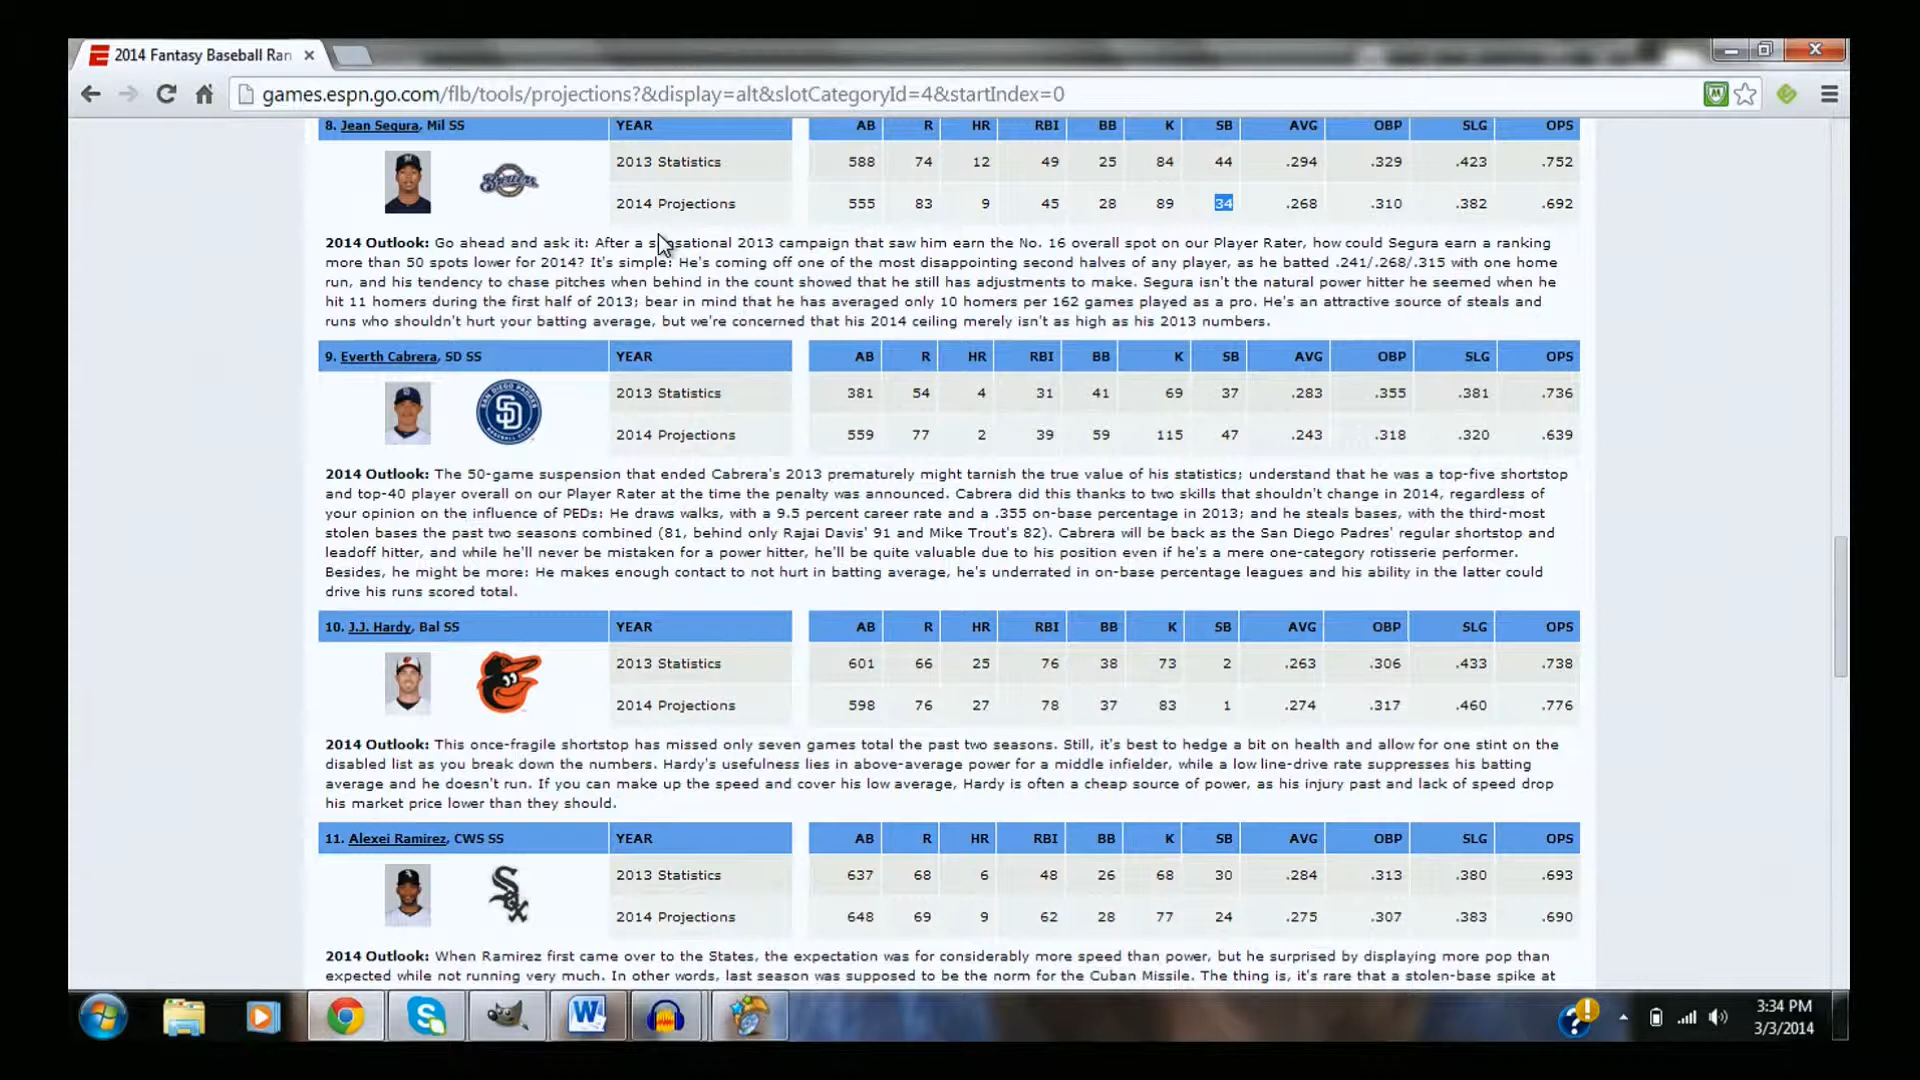 2014 Fantasy Baseball Ran
games.espn.go.com/flb/tools/projections?&display=alt&slotCategoryId=4&startIndex=0
8. Jean Segura, Mil SS YEAR AB R HR RBI BB K SB AVG OBP SLG OPS
2013 Statistics 588 74 12 49 25 84 44 .294 .329 .423 .752
Brewers
2014 Projections 555 83 9 45 28 89 34 .268 .310 .382 .692
2014 Outlook: Go ahead and ask it: After a sensational 2013 campaign that saw him earn the No. 16 overall spot on our Player Rater, how could Segura earn a ranking
more than 50 spots lower for 2014? It's simple: He's coming off one of the most disappointing second halves of any player, as he batted .241/.268/.315 with one home
run, and his tendency to chase pitches when behind in the count showed that he still has adjustments to make. Segura isn't the natural power hitter he seemed when he
hit 11 homers during the first half of 2013; bear in mind that he has averaged only 10 homers per 162 games played as a pro. He's an attractive source of steals and
runs who shouldn't hurt your batting average, but we're concerned that his 2014 ceiling merely isn't as high as his 2013 numbers.
9. Everth Cabrera, SD SS YEAR AB R HR RBI BB K SB AVG OBP SLG OPS
2013 Statistics 381 54 4 31 41 69 37 .283 .355 .381 .736
SAN DIEGO PADRES
SD
BASEBALL CLUB
2014 Projections 559 77 2 39 59 115 47 .243 .318 .320 .639
2014 Outlook: The 50-game suspension that ended Cabrera's 2013 prematurely might tarnish the true value of his statistics; understand that he was a top-five shortstop
and top-40 player overall on our Player Rater at the time the penalty was announced. Cabrera did this thanks to two skills that shouldn't change in 2014, regardless of
your opinion on the influence of PEDs: He draws walks, with a 9.5 percent career rate and a .355 on-base percentage in 2013; and he steals bases, with the third-most
stolen bases the past two seasons combined (81, behind only Rajai Davis' 91 and Mike Trout's 82). Cabrera will be back as the San Diego Padres' regular shortstop and
leadoff hitter, and while he'll never be mistaken for a power hitter, he'll be quite valuable due to his position even if he's a mere one-category rotisserie performer.
Besides, he might be more: He makes enough contact to not hurt in batting average, he's underrated in on-base percentage leagues and his ability in the latter could
drive his runs scored total.
10. J.J. Hardy, Bal SS YEAR AB R HR RBI BB K SB AVG OBP SLG OPS
2013 Statistics 601 66 25 76 38 73 2 .263 .306 .433 .738
2014 Projections 598 76 27 78 37 83 1 .274 .317 .460 .776
2014 Outlook: This once-fragile shortstop has missed only seven games total the past two seasons. Still, it's best to hedge a bit on health and allow for one stint on the
disabled list as you break down the numbers. Hardy's usefulness lies in above-average power for a middle infielder, while a low line-drive rate suppresses his batting
average and he doesn't run. If you can make up the speed and cover his low average, Hardy is often a cheap source of power, as his injury past and lack of speed drop
his market price lower than they should.
11. Alexei Ramirez, CWS SS YEAR AB R HR RBI BB K SB AVG OBP SLG OPS
2013 Statistics 637 68 6 48 26 68 30 .284 .313 .380 .693
Sox
2014 Projections 648 69 9 62 28 77 24 .275 .307 .383 .690
2014 Outlook: When Ramirez first came over to the States, the expectation was for considerably more speed than power, but he surprised by displaying more pop than
expected while not running very much. In other words, last season was supposed to be the norm for the Cuban Missile. The thing is, it's rare that a stolen-base spike at
3:34 PM
3/3/2014